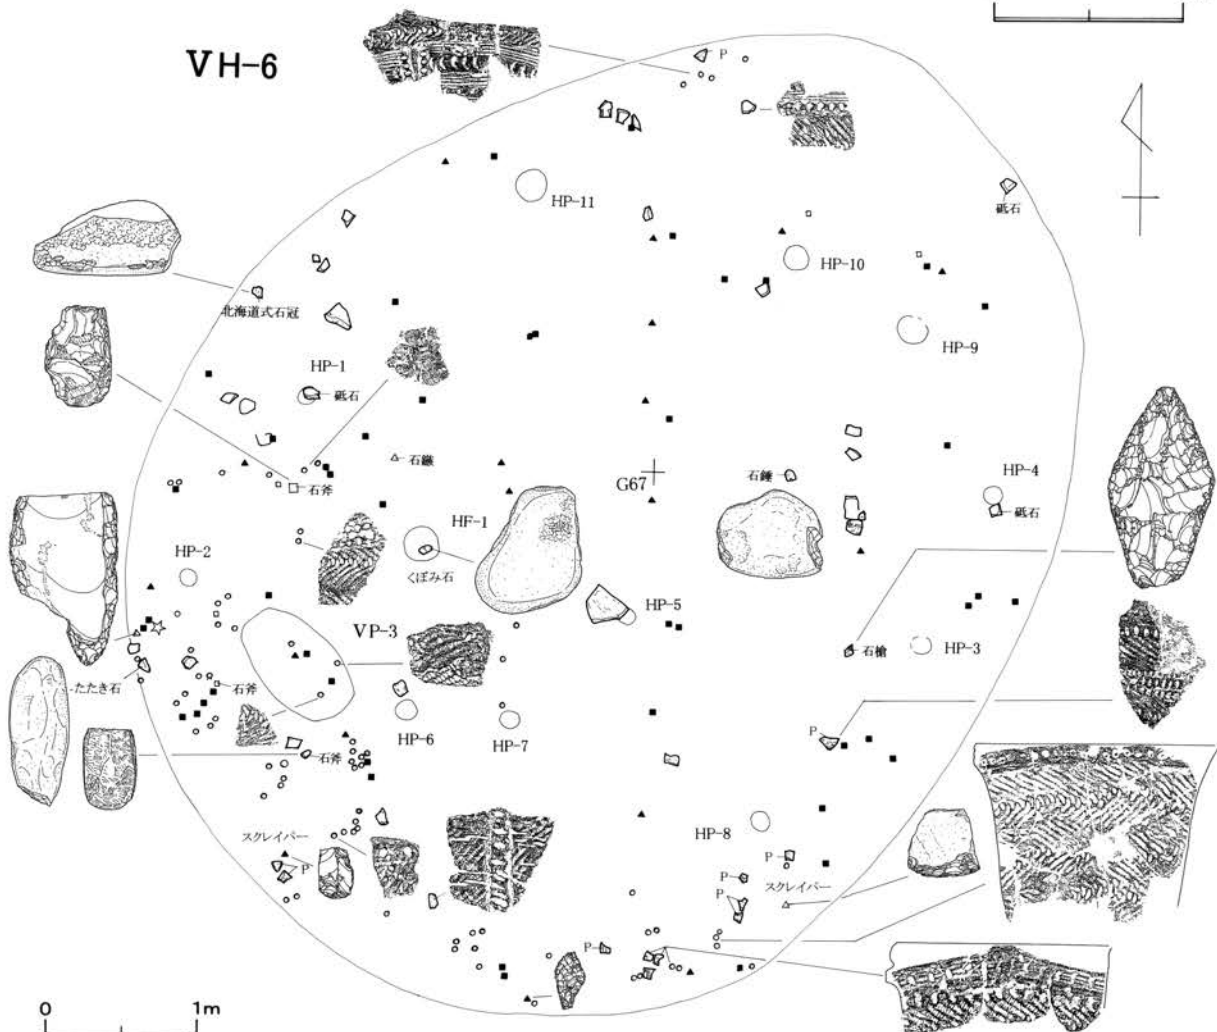 VH-6
P
砥石
HP-11
HP-10
北海道式石冠
HP-9
HP-1
砥石
石鏃
石錘
G67
HP-4
石斧
砥石
HF-1
HP-2
くぼみ石
HP-5
VP-3
HP-3
石槍
たたき石
石斧
HP-6
HP-7
P
石斧
HP-8
スクレイパー
P
P
P
スクレイパー
P
P
0
1m